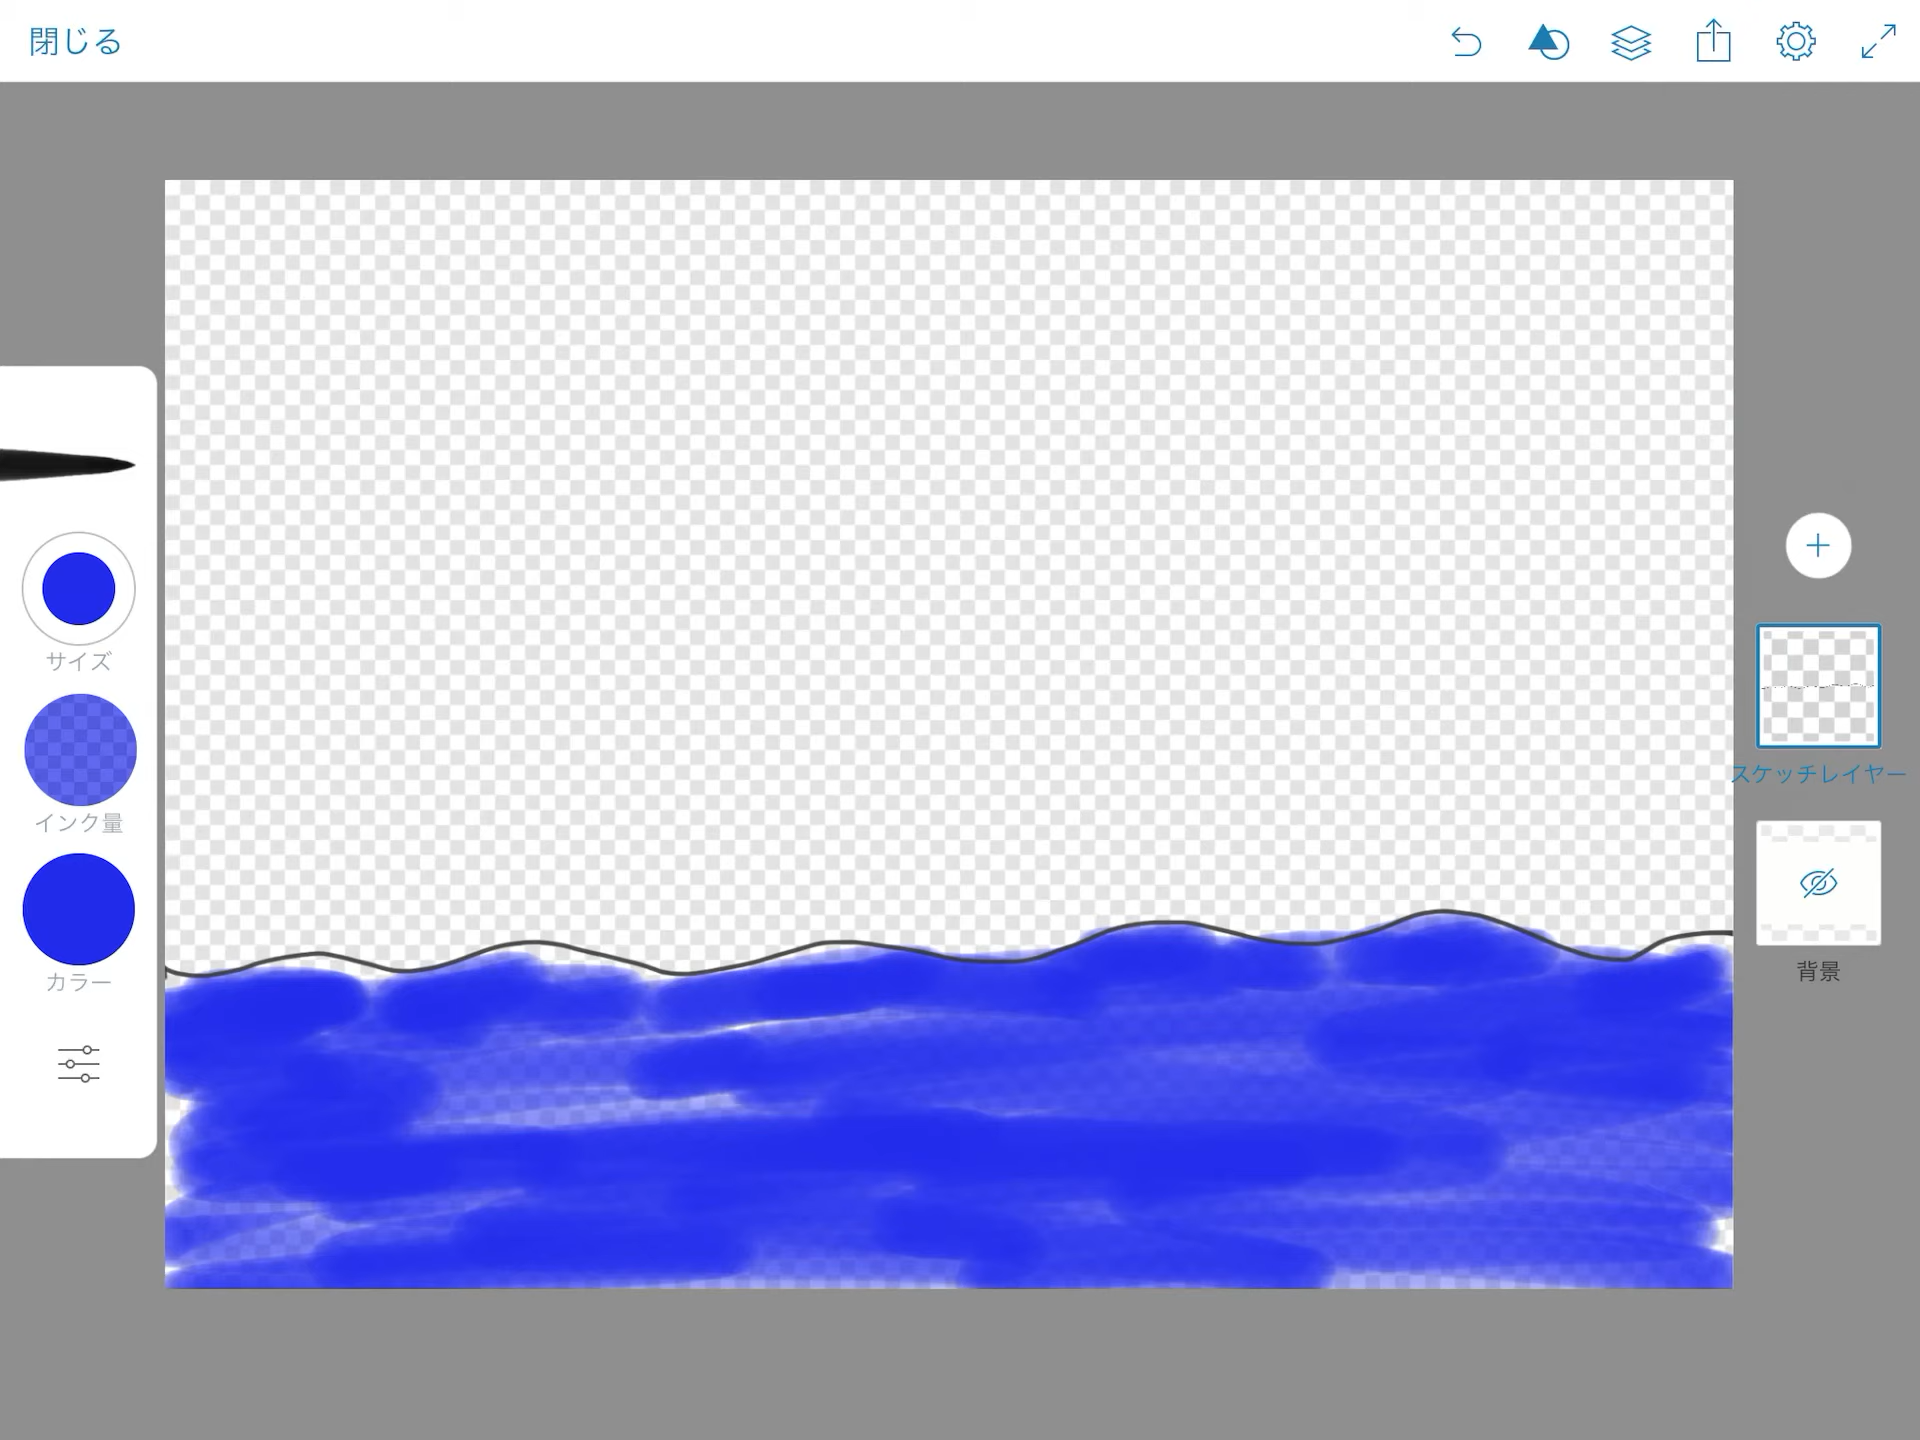 閉じる
サイズ
インク量
カラー
スケッチレイヤー
背景